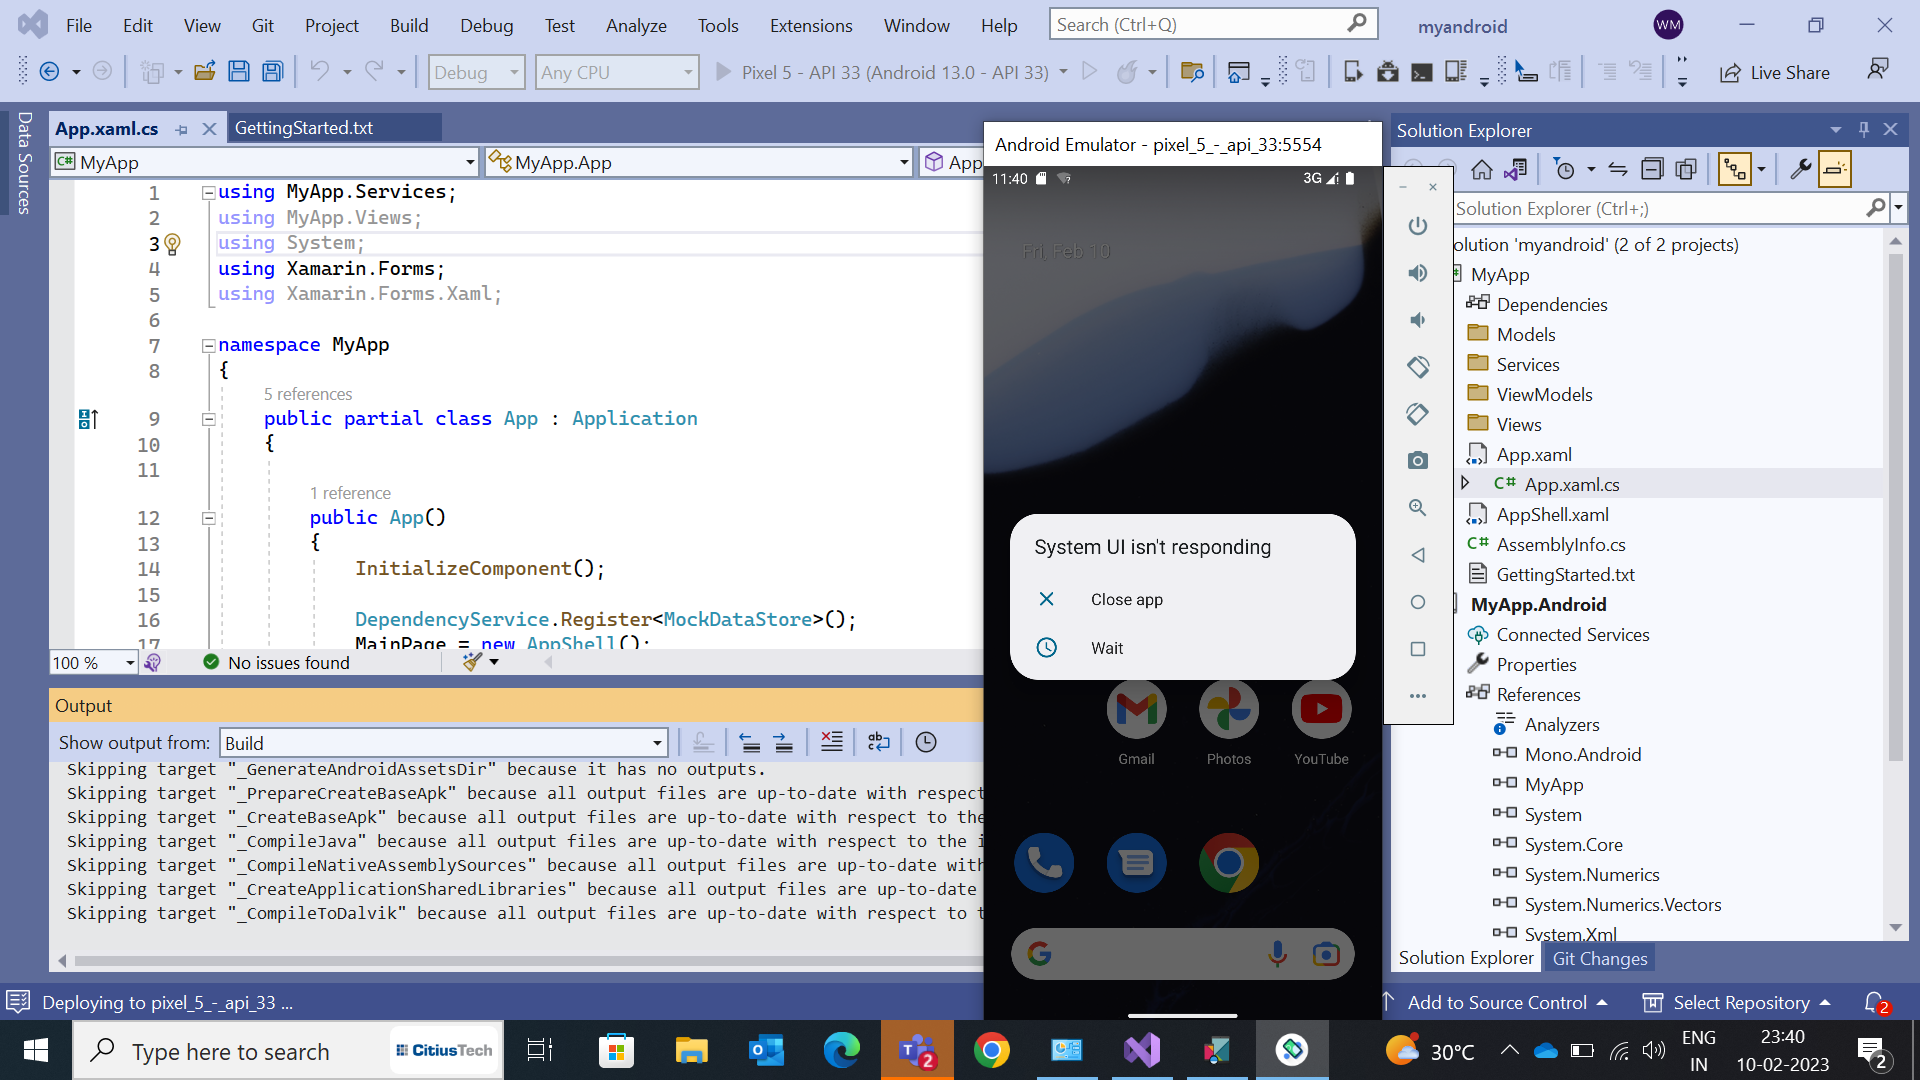 File Edit View Git Project Build Debug Test Analyze Tools Extensions Window Help Search (Ctrl+Q) myandroid WM
Debug Any CPU Pixel 5 - API 33 (Android 13.0 - API 33) Live Share
Data Sources
App.xaml.cs GettingStarted.txt
MyApp MyApp.App App
1 using MyApp.Services;
2 using MyApp.Views;
3 using System;
4 using Xamarin.Forms;
5 using Xamarin.Forms.Xaml;
6
7 namespace MyApp
8 {
5 references
9 public partial class App : Application
10 {
11
1 reference
12 public App()
13 {
14 InitializeComponent();
15
16 DependencyService.Register<MockDataStore>();
17 MainPage = new AppShell();
100 % No issues found
Output
Show output from: Build
Skipping target "_GenerateAndroidAssetsDir" because it has no outputs.
Skipping target "_PrepareCreateBaseApk" because all output files are up-to-date with respect
Skipping target "_CreateBaseApk" because all output files are up-to-date with respect to the
Skipping target "_CompileJava" because all output files are up-to-date with respect to the i
Skipping target "_CompileNativeAssemblySources" because all output files are up-to-date with
Skipping target "_CreateApplicationSharedLibraries" because all output files are up-to-date
Skipping target "_CompileToDalvik" because all output files are up-to-date with respect to t
Android Emulator - pixel_5_-_api_33:5554
11:40 3G
Fri, Feb 10
System UI isn't responding
Close app
Wait
Gmail Photos YouTube
Solution Explorer
Solution Explorer (Ctrl+;)
olution 'myandroid' (2 of 2 projects)
MyApp
Dependencies
Models
Services
ViewModels
Views
App.xaml
C# App.xaml.cs
AppShell.xaml
C# AssemblyInfo.cs
GettingStarted.txt
MyApp.Android
Connected Services
Properties
References
Analyzers
Mono.Android
MyApp
System
System.Core
System.Numerics
System.Numerics.Vectors
System.Xml
Solution Explorer Git Changes
Deploying to pixel_5_-_api_33 ... Add to Source Control Select Repository 2
Type here to search CitiusTech 2 30°C ENG IN 23:40 10-02-2023 2